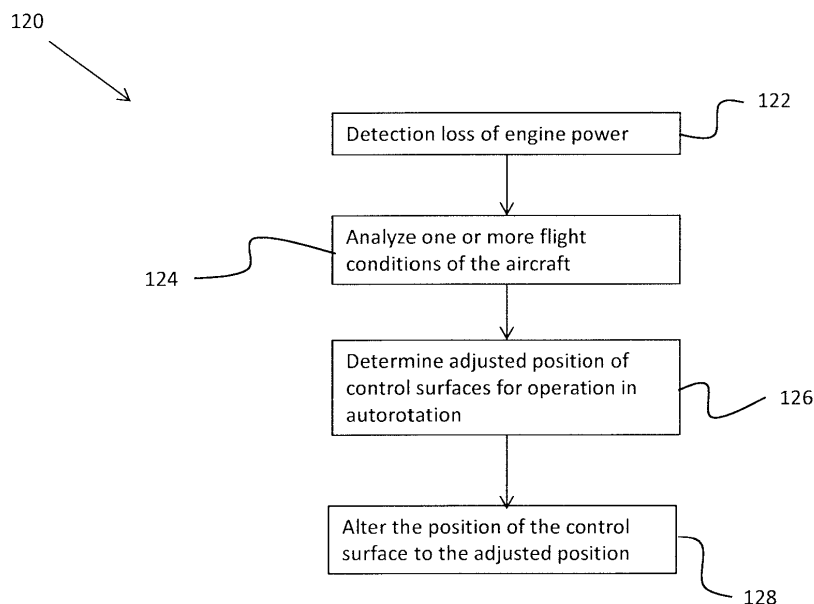 120
122
Detection loss of engine power
Analyze one or more flight
conditions of the aircraft
124
Determine adjusted position of
control surfaces for operation in
autorotation
126
Alter the position of the control
surface to the adjusted position
128